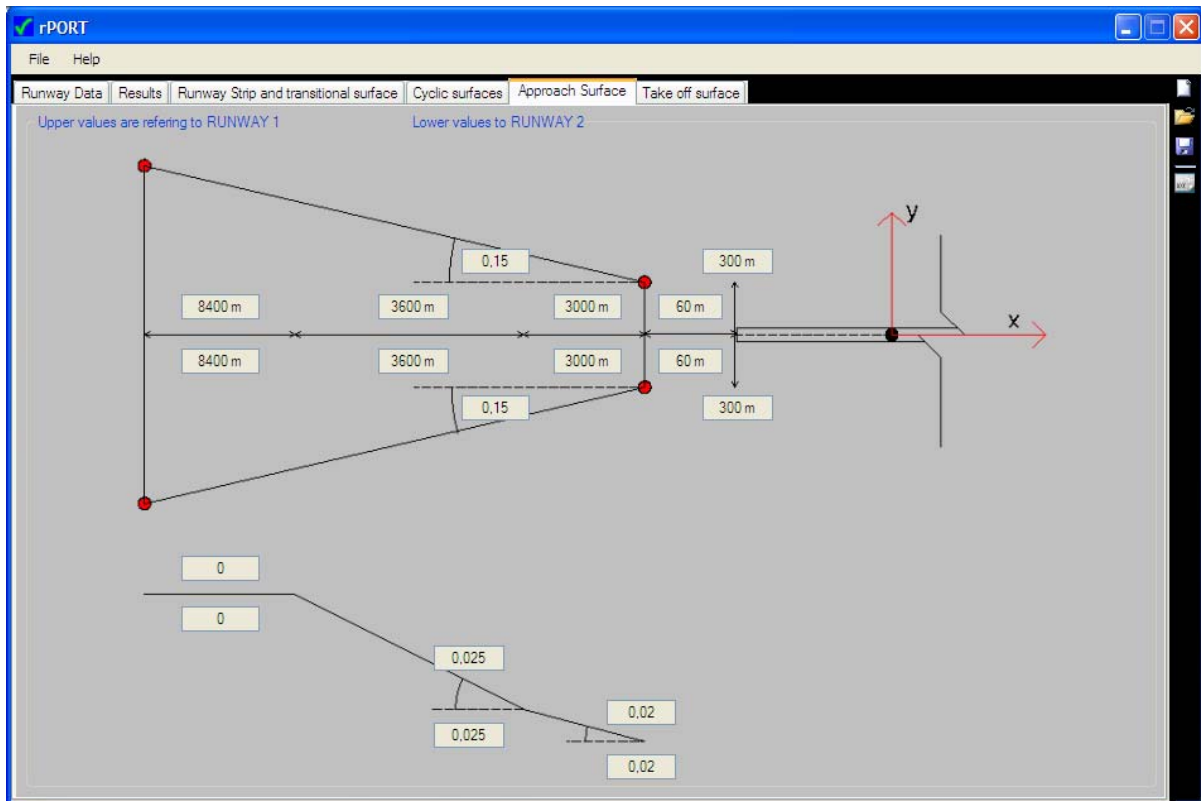 rPORT
File Help
Runway Data Results Runway Strip and transitional surface Cyclic surfaces Approach Surface Take off surface
Upper values are refering to RUNWAY 1 Lower values to RUNWAY 2
y
0,15 300 m
8400 m 3600 m 3000 m 60 m
x
8400 m 3600 m 3000 m 60 m
0,15 300 m
0
0
0,025
0,02
0,025
0,02